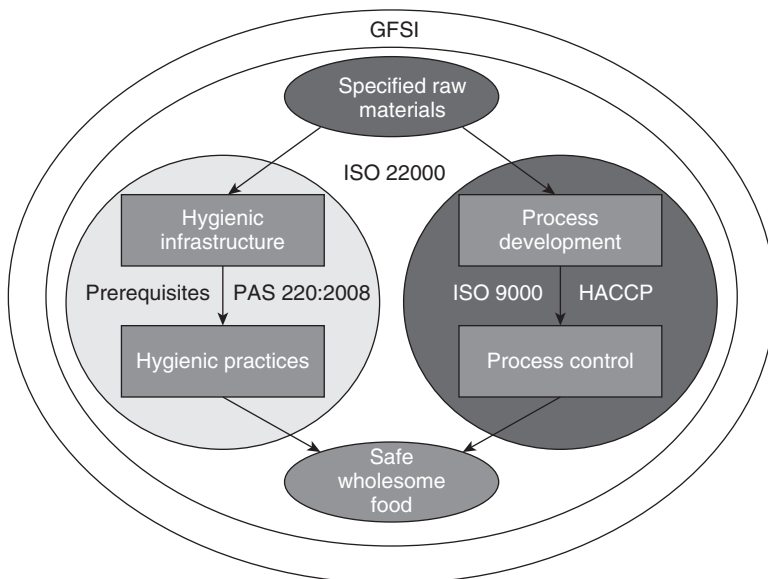 GFSI
Specified raw
materials
ISO 22000
Hygienic
infrastructure
Process
development
Prerequisites
PAS 220:2008
ISO 9000
HACCP
Hygienic practices
Process control
Safe
wholesome
food